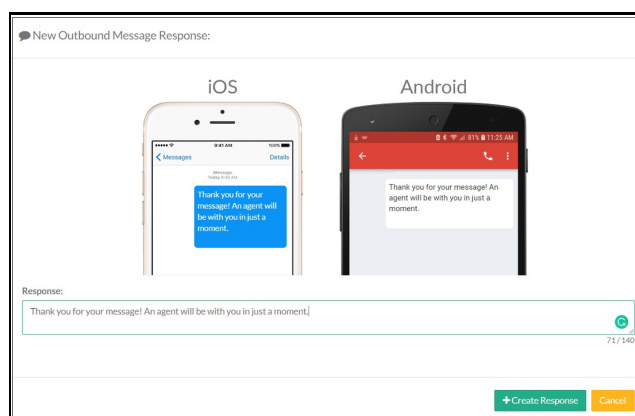 New Outbound Message Response:
iOS
Android
9:41 AM
100%
Messages
Details
iMessage
Today 9:35 AM
Thank you for your
message! An agent will
be with you in just a
moment.
81% 11:25 AM
Thank you for your message! An
agent will be with you in just a
moment.
Response:
Thank you for your message! An agent will be with you in just a moment.
71 / 140
+Create Response
Cancel